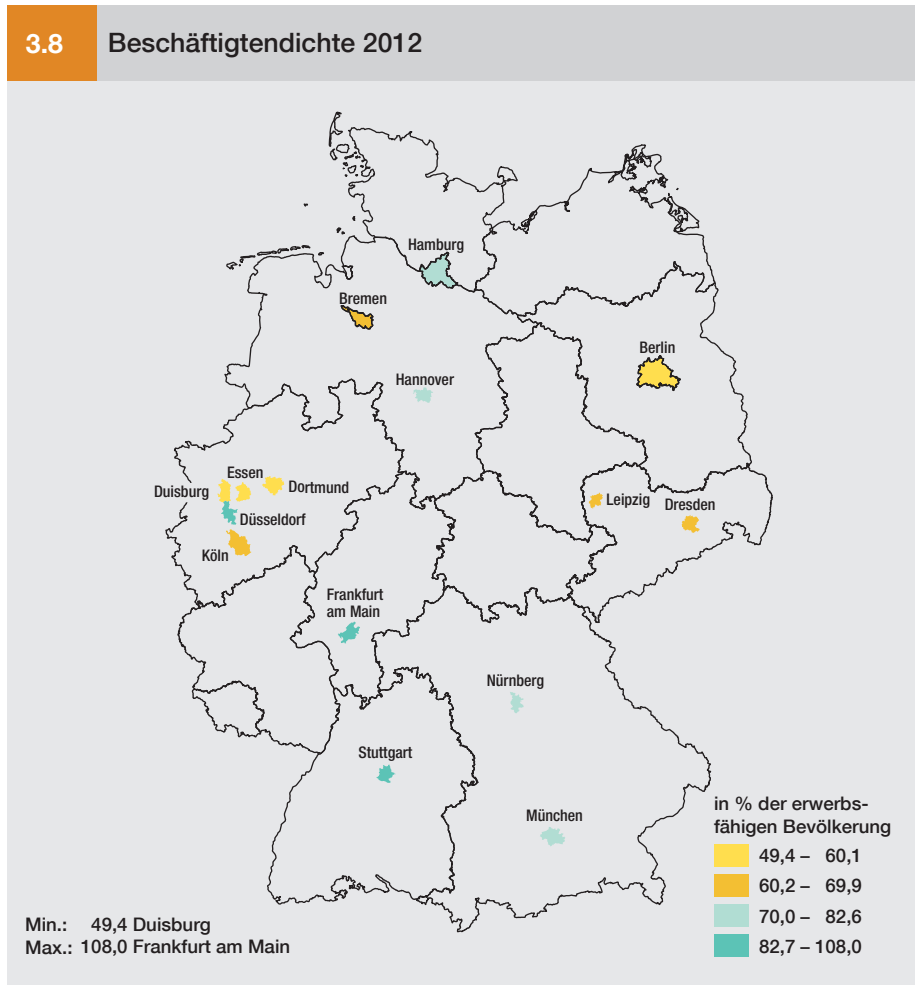 3.8 Beschäftigtendichte 2012
Hamburg
Bremen
Berlin
Hannover
Essen
Duisburg
Dortmund
Leipzig
Dresden
Düsseldorf
Köln
Frankfurt
am Main
Nürnberg
Stuttgart
München
in % der erwerbs-
fähigen Bevölkerung
49,4 – 60,1
60,2 – 69,9
70,0 – 82,6
82,7 – 108,0
Min.: 49,4 Duisburg
Max.: 108,0 Frankfurt am Main